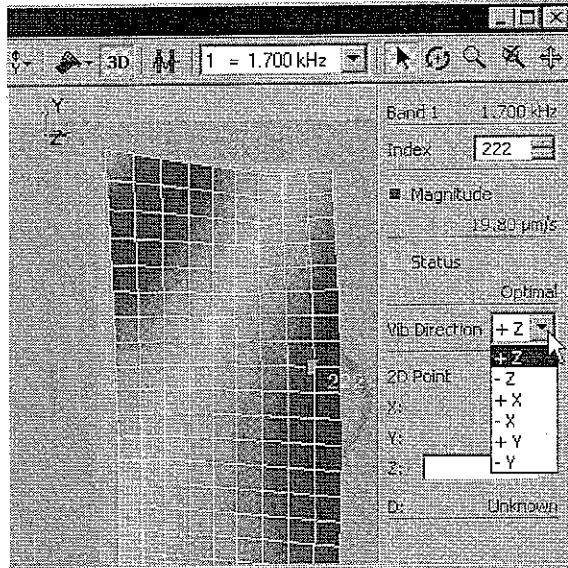 3D 1 = 1.700 kHz
Y
Z
Band 1 1.700 kHz
Index 222
Magnitude
19.80 µm/s
Status
Optimal
Vib Direction + Z
+ Z
- Z
+ X
- X
+ Y
- Y
222
2D Point
X:
Y:
Z:
D: Unknown